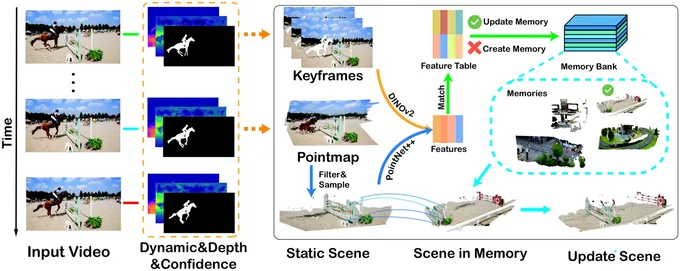 Time
Input Video
Dynamic&Depth
&Confidence
Keyframes
Pointmap
Filter&
Sample
Static Scene
DINOv2
PointNet++
Features
Match
Feature Table
Update Memory
Create Memory
Memory Bank
Memories
Scene in Memory
Update Scene